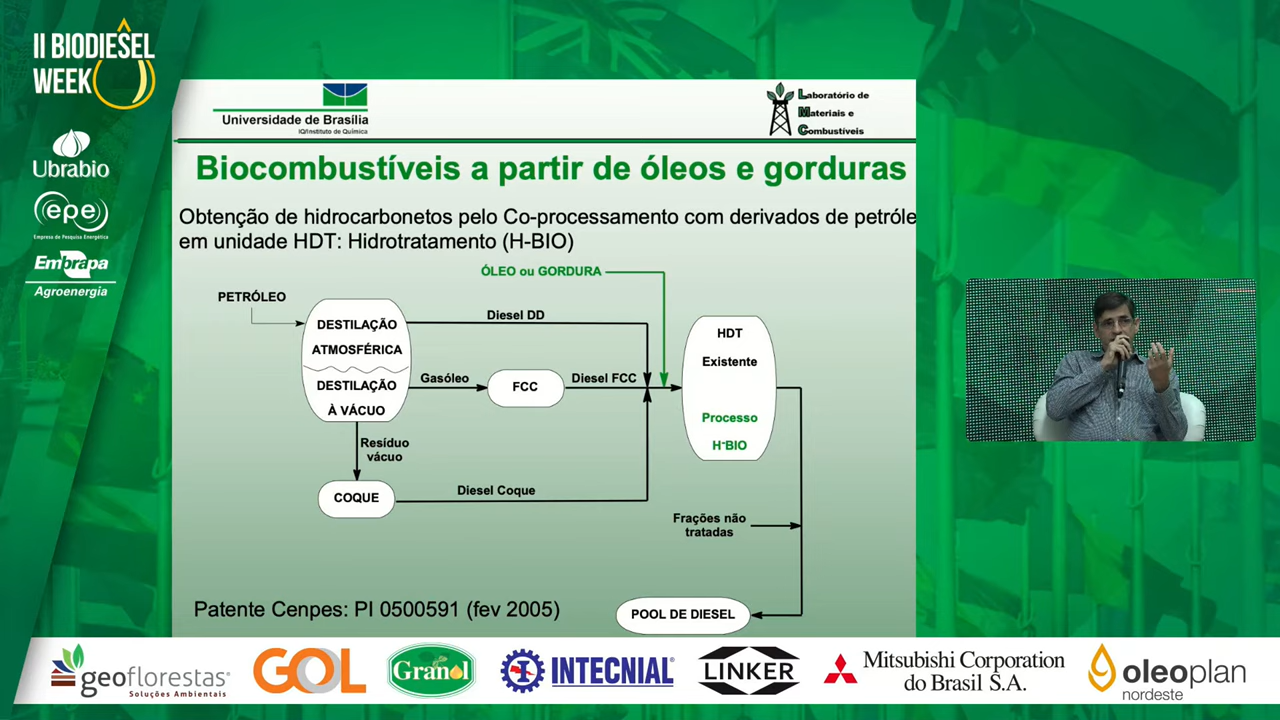 II BIODIESEL
WEEK
Ubrabio
epe
Empresa de Pesquisa Energética
Embrapa
Agroenergia
Universidade de Brasília
IQ/Instituto de Química
Laboratório de
Materiais e
Combustíveis
Biocombustíveis a partir de óleos e gorduras
Obtenção de hidrocarbonetos pelo Co-processamento com derivados de petróle
em unidade HDT: Hidrotratamento (H-BIO)
ÓLEO ou GORDURA
PETRÓLEO
DESTILAÇÃO
ATMOSFÉRICA
DESTILAÇÃO
À VÁCUO
Diesel DD
Gasóleo
FCC
Diesel FCC
HDT
Existente
Processo
H-BIO
Resíduo
vácuo
COQUE
Diesel Coque
Frações não
tratadas
POOL DE DIESEL
Patente Cenpes: PI 0500591 (fev 2005)
geoflorestas
Soluções Ambientais
GOL
Granol
INTECNIAL
LINKER
Mitsubishi Corporation
do Brasil S.A.
oleoplan
nordeste